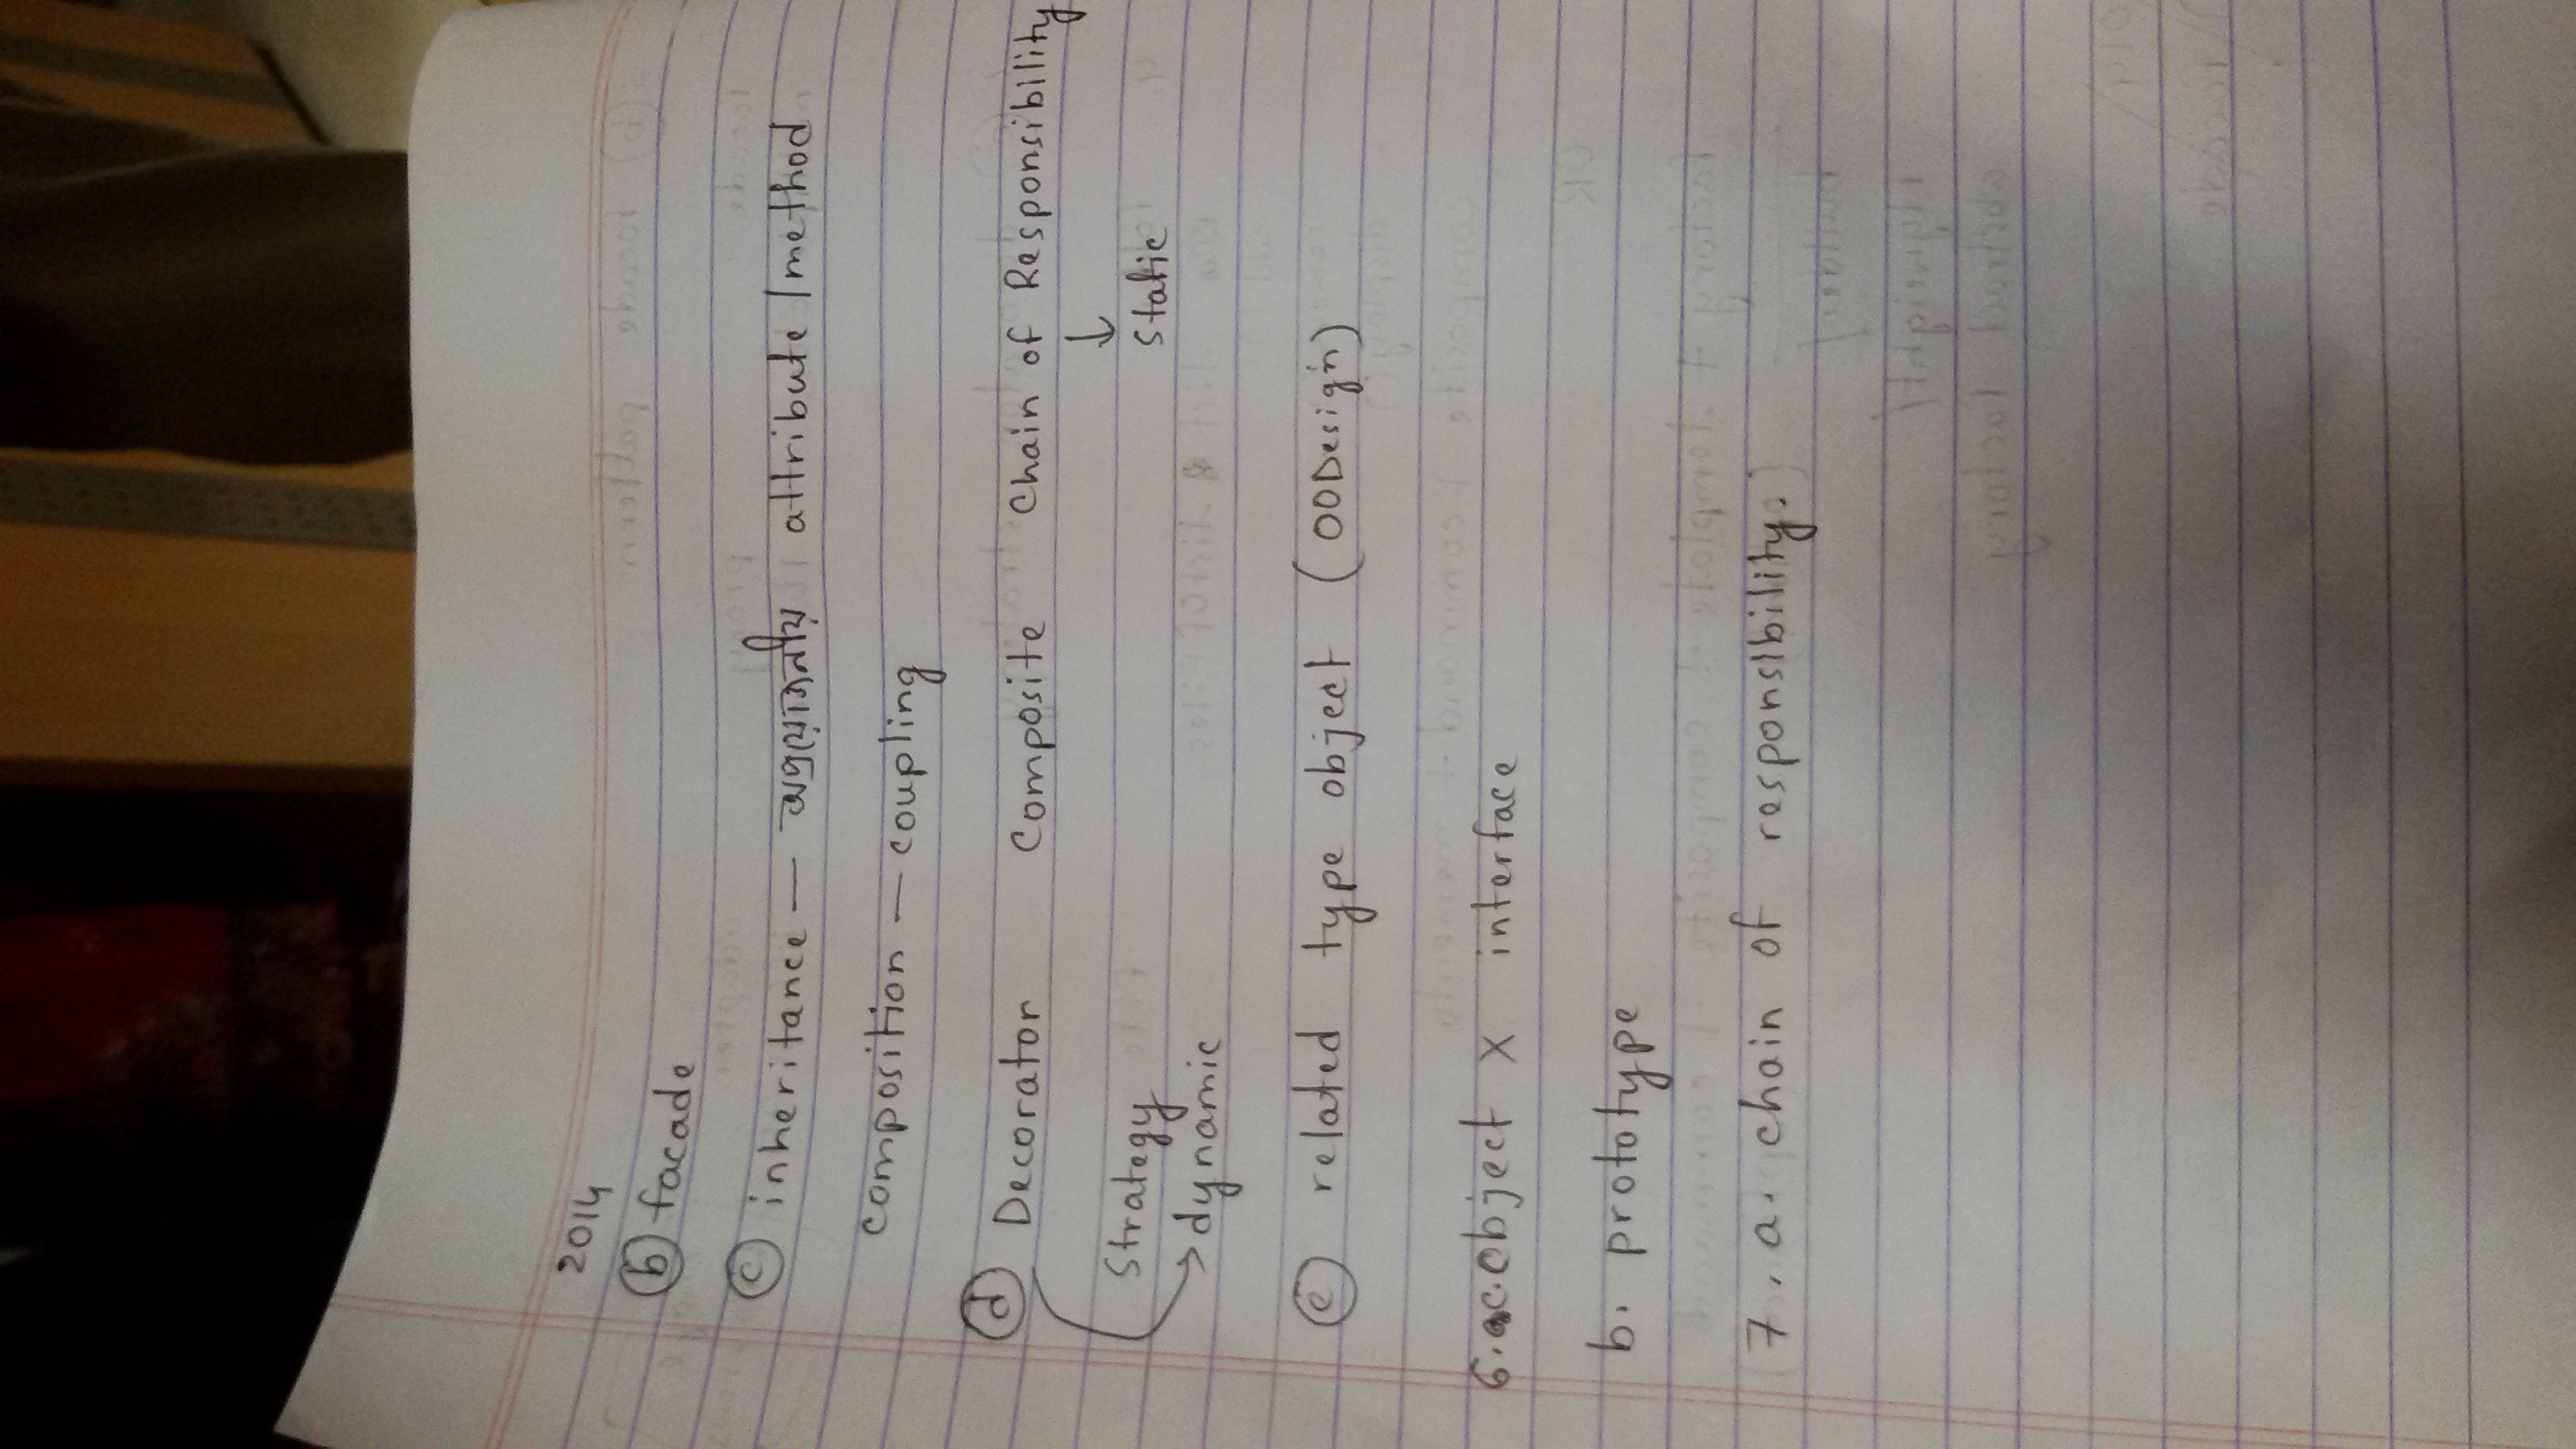 2014
(b) facade
(c) inheritance — অপ্রয়োজনীয় attribute / method
composition — coupling
(d) Decorator Composite Chain of Responsibility
↓
Strategy
Static
→ dynamic
(e) related type object (OODesign)
6. c. object x interface
b. prototype
7. a. chain of responsibility.